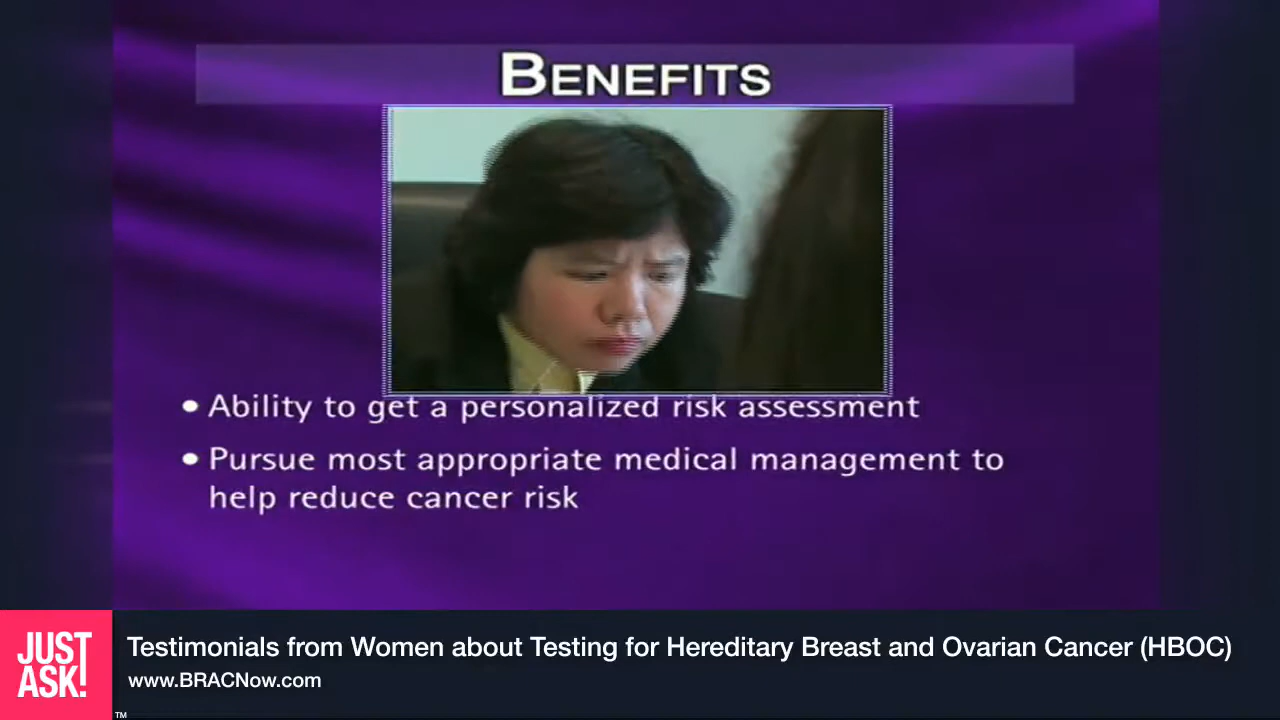 BENEFITS
• Ability to get a personalized risk assessment
• Pursue most appropriate medical management to
help reduce cancer risk
JUST
ASK!
™
Testimonials from Women about Testing for Hereditary Breast and Ovarian Cancer (HBOC)
www.BRACNow.com